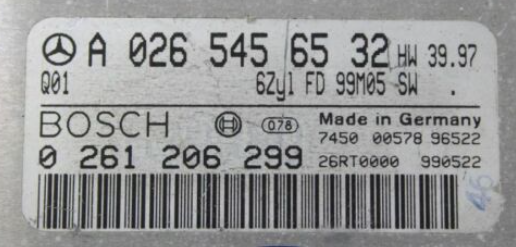 A 026 545 65 32 HW 39.97
Q01 6Zyl FD 99M05 SW .
BOSCH 078 Made in Germany
7450 00578 96522
0 261 206 299 26RT0000 990522